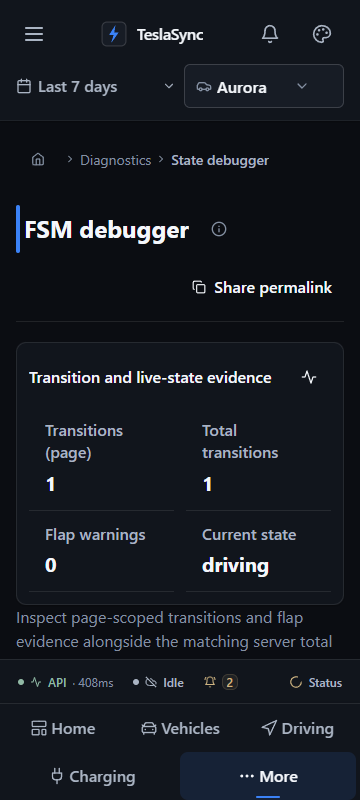 TeslaSync
Last 7 days
Aurora
Diagnostics
State debugger
FSM debugger
Share permalink
Transition and live-state evidence
Transitions (page)
1
Total transitions
1
Flap warnings
0
Current state
driving
Inspect page-scoped transitions and flap
evidence alongside the matching server total
API · 408ms
Idle
2
Status
Home
Vehicles
Driving
Charging
More